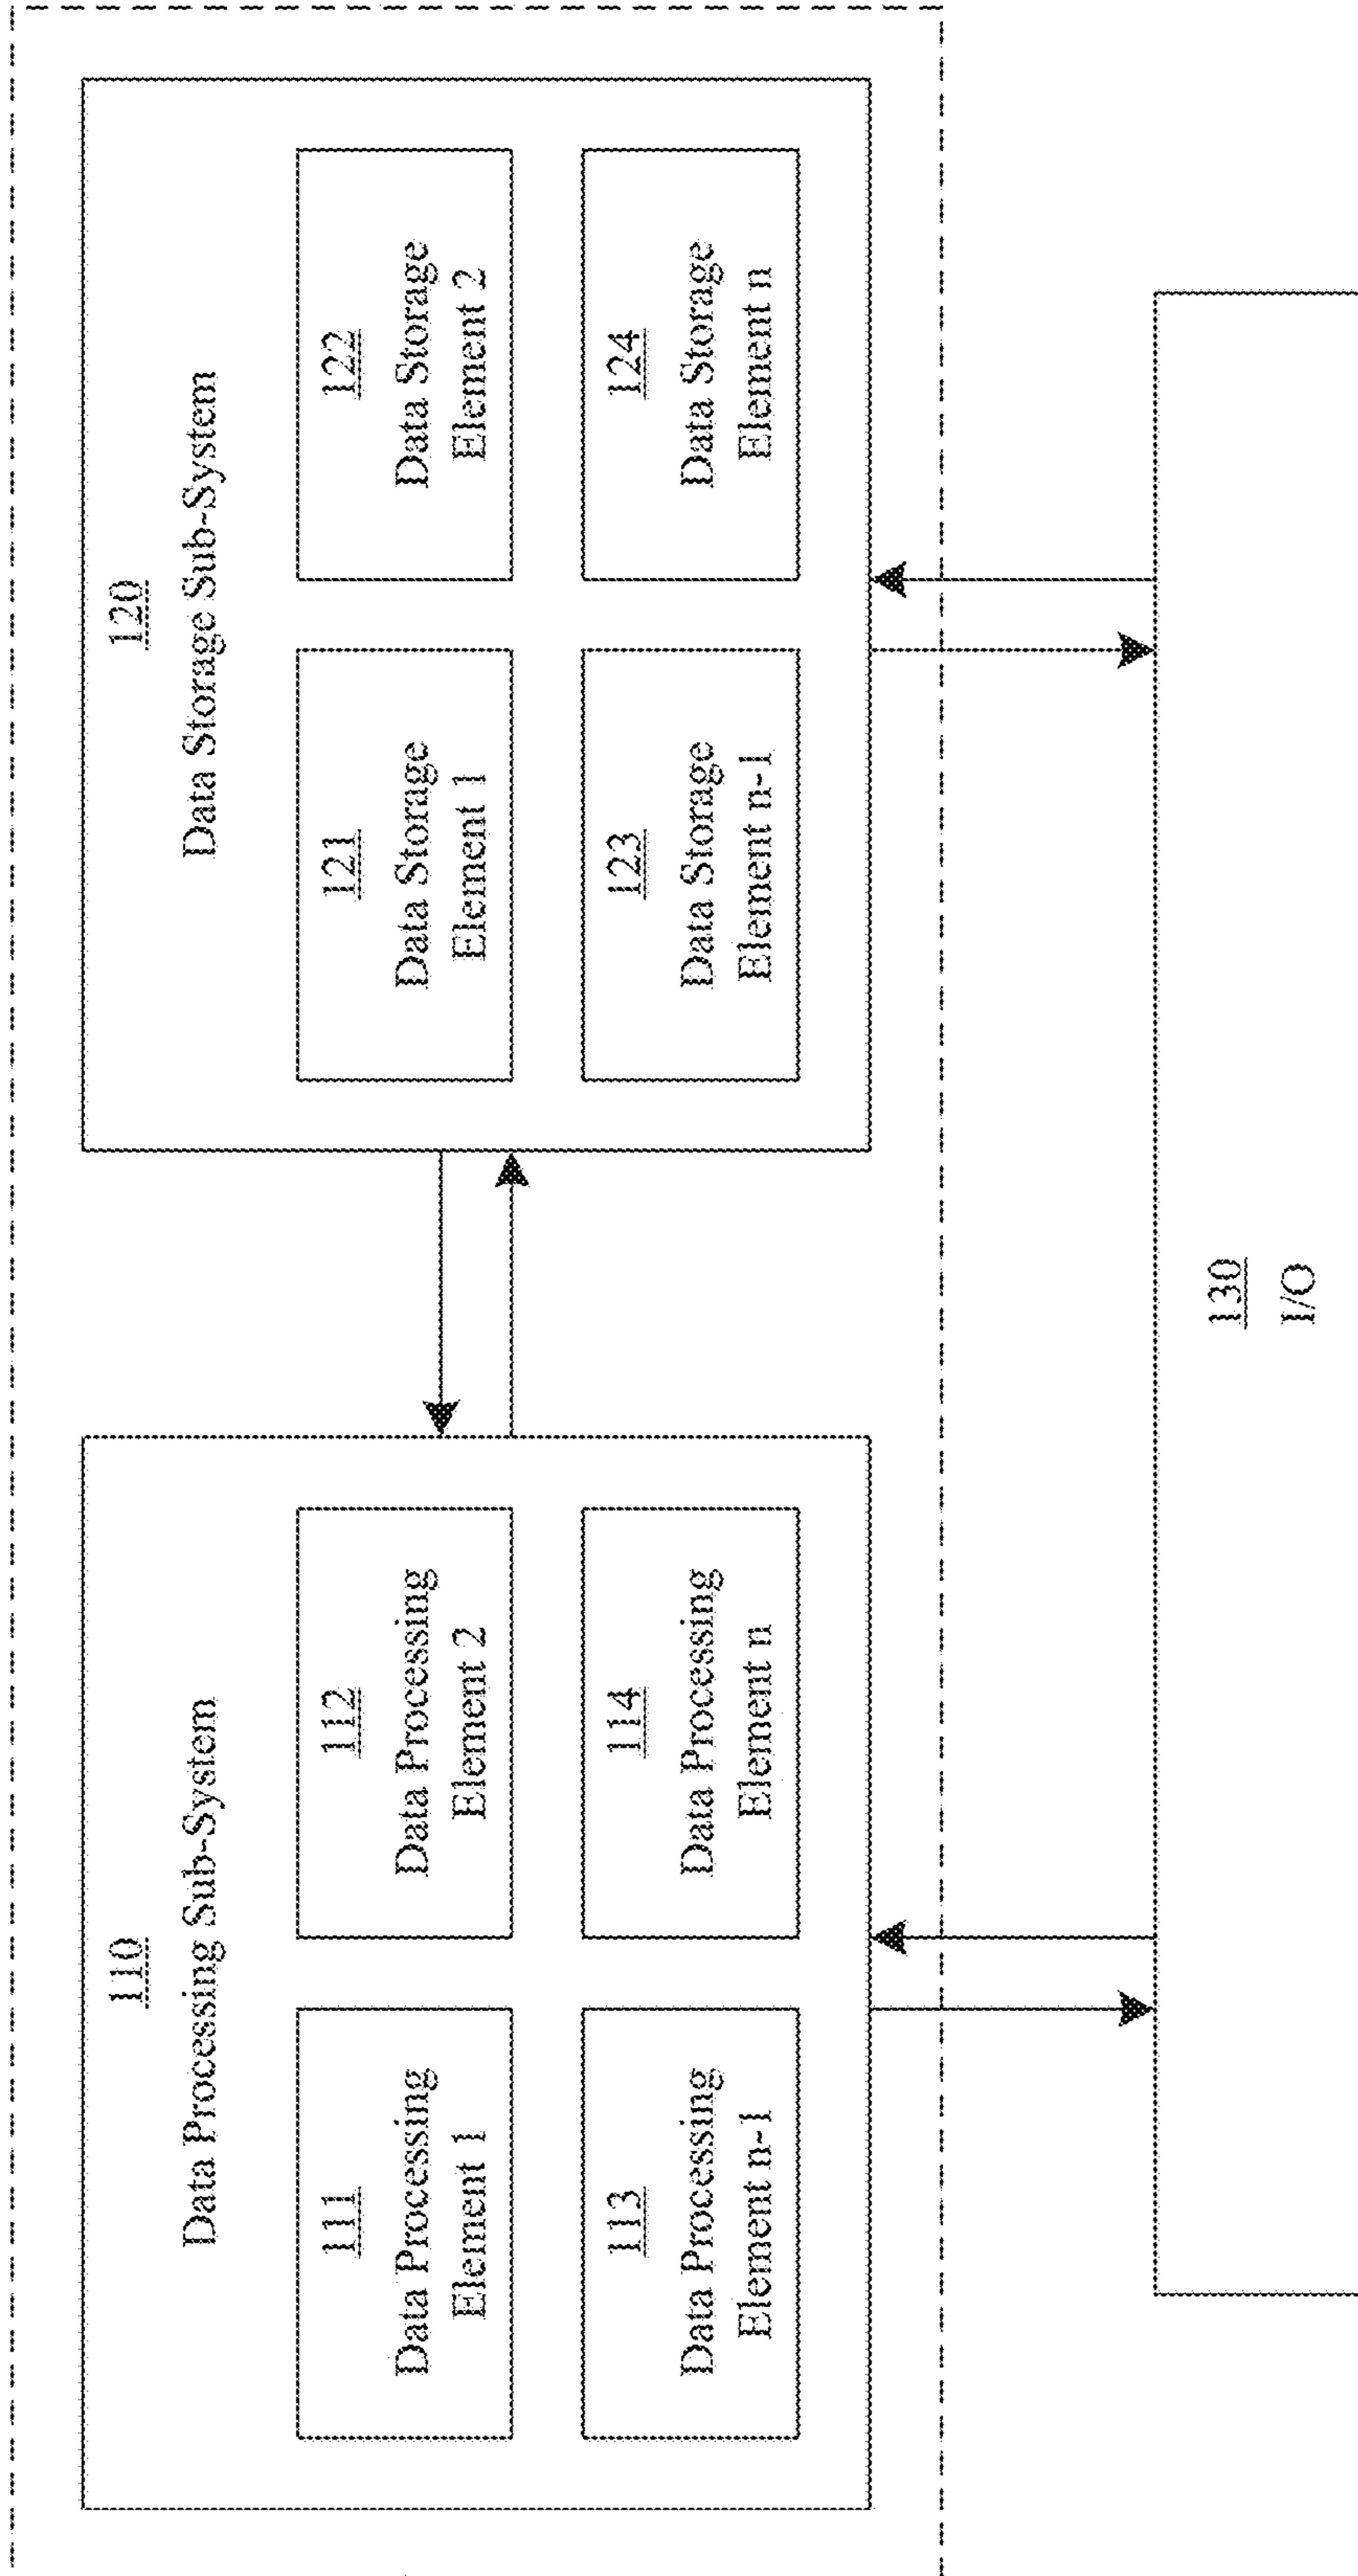 110
Data Processing Sub-System
111
Data Processing
Element 1
112
Data Processing
Element 2
113
Data Processing
Element n-1
114
Data Processing
Element n
120
Data Storage Sub-System
121
Data Storage
Element 1
122
Data Storage
Element 2
123
Data Storage
Element n-1
124
Data Storage
Element n
130
I/O